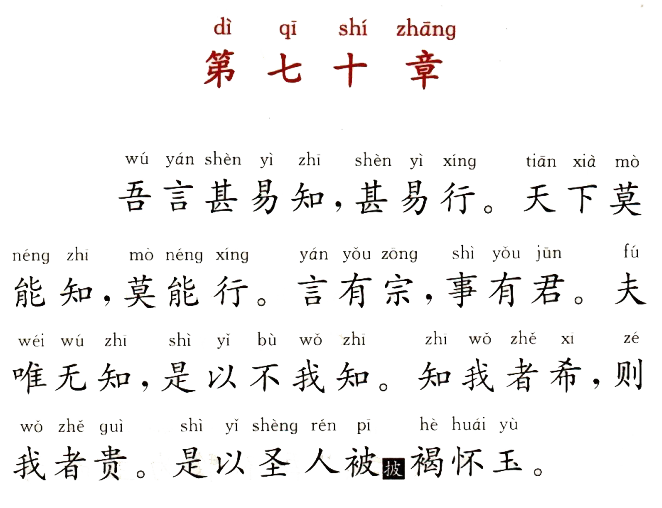 dì qī shí zhāng
第七十章
wú yán shèn yì zhī shèn yì xíng tiān xià mò
吾言甚易知，甚易行。天下莫
néng zhī mò néng xíng yán yǒu zōng shì yǒu jūn fú
能知，莫能行。言有宗，事有君。夫
wéi wú zhī shì yǐ bù wǒ zhī zhī wǒ zhě xī zé
唯无知，是以不我知。知我者希，则
wǒ zhě guì shì yǐ shèng rén pī hè huái yù
我者贵。是以圣人被披褐怀玉。